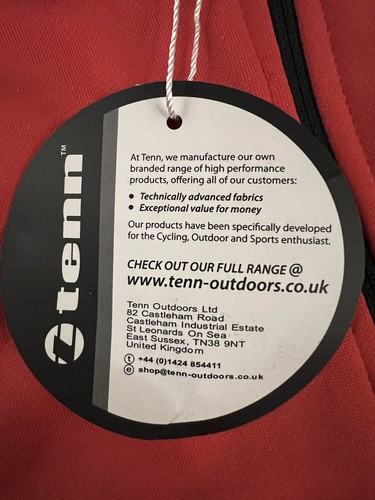 tenn™
At Tenn, we manufacture our own
branded range of high performance
products, offering all of our customers:
• Technically advanced fabrics
• Exceptional value for money
Our products have been specifically developed
for the Cycling, Outdoor and Sports enthusiast.
CHECK OUT OUR FULL RANGE @
www.tenn-outdoors.co.uk
Tenn Outdoors Ltd
82 Castleham Road
Castleham Industrial Estate
St Leonards On Sea
East Sussex, TN38 9NT
United Kingdom
t +44 (0)1424 854411
e shop@tenn-outdoors.co.uk